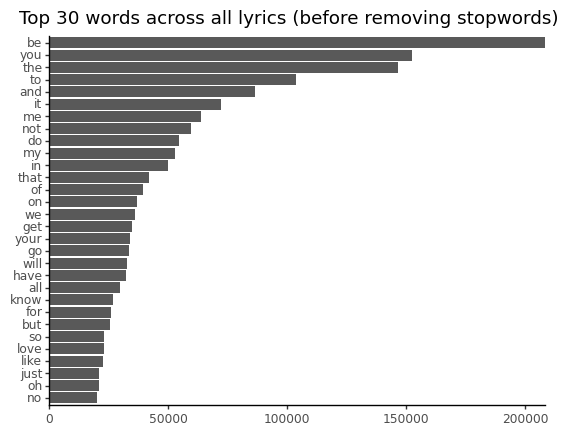 Top 30 words across all lyrics (before removing stopwords)
be
you
the
to
and
it
me
not
do
my
in
that
of
on
we
get
your
go
will
have
all
know
for
but
so
love
like
just
oh
no
0 50000 100000 150000 200000